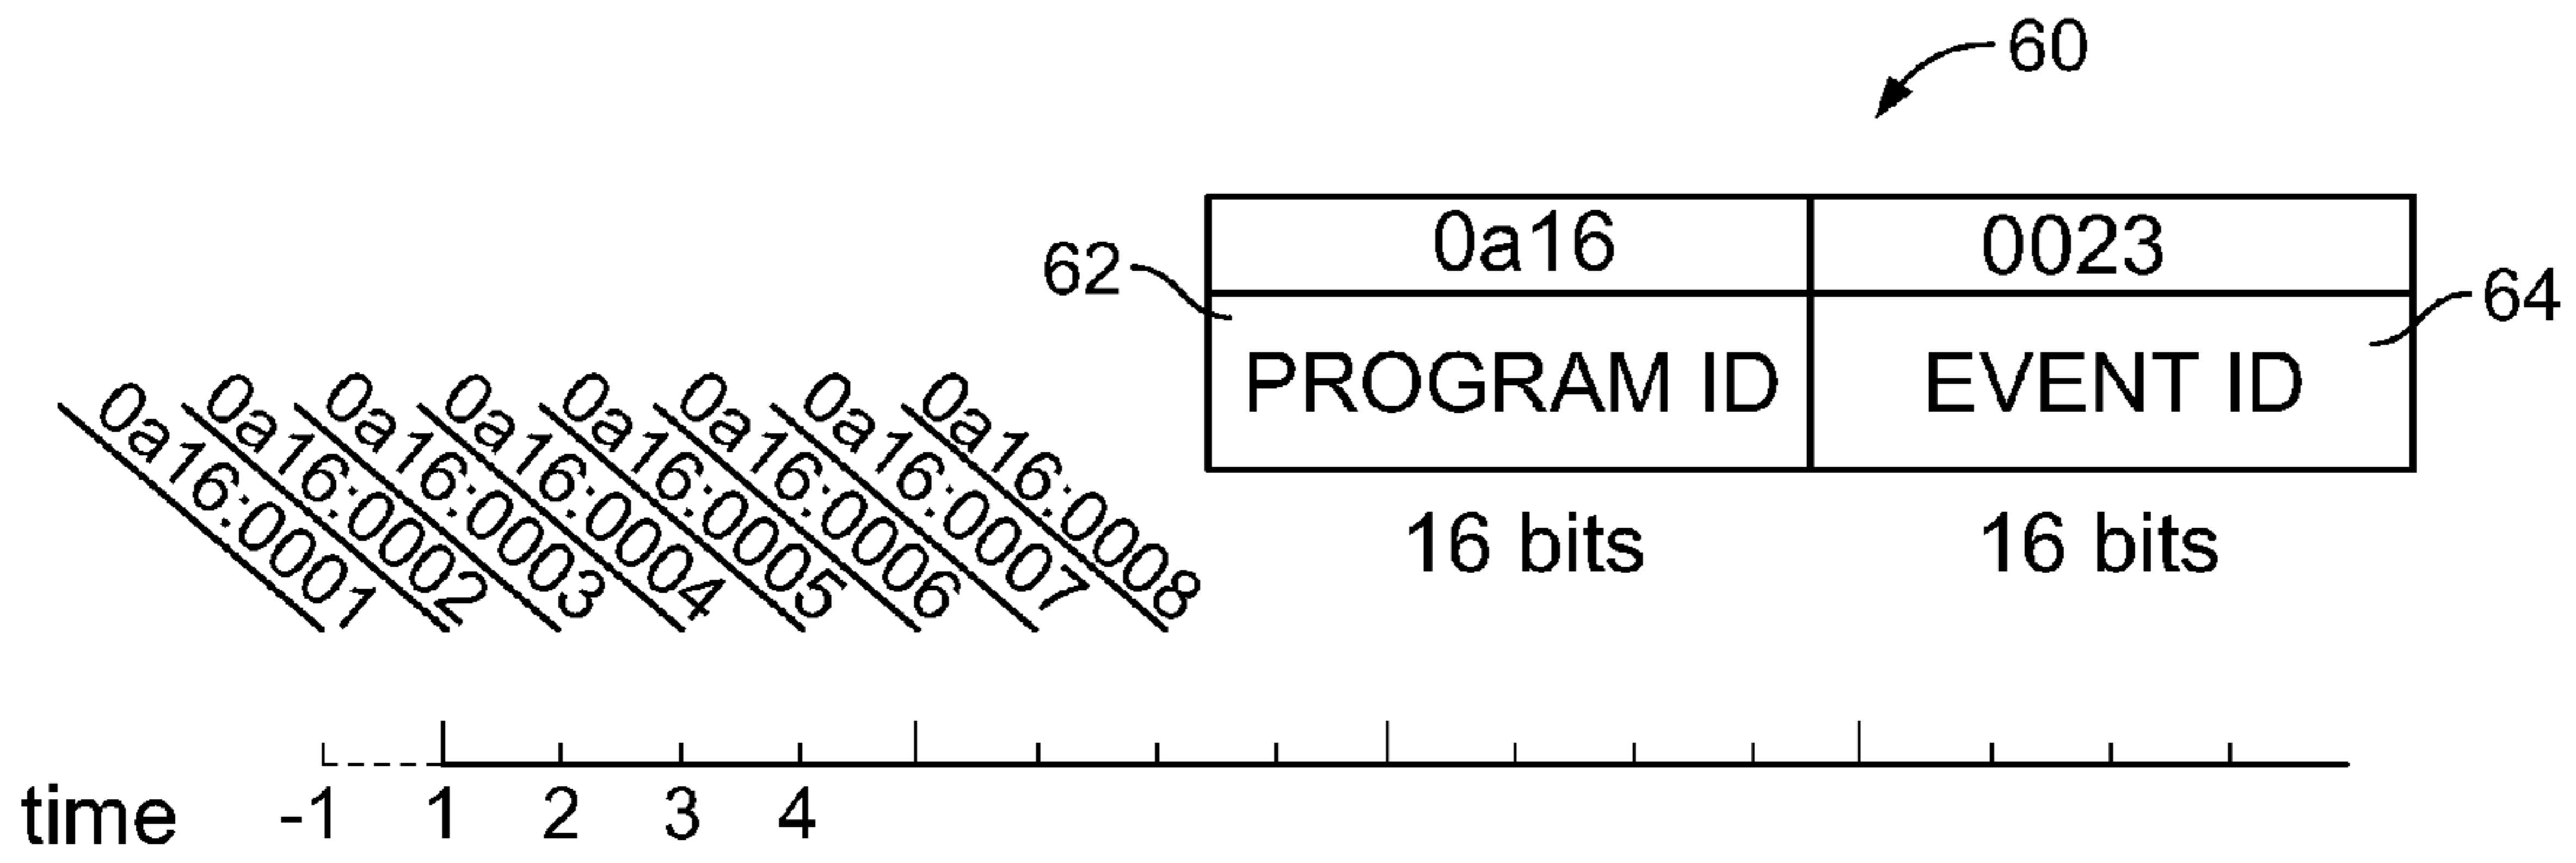 60
0a16 0023
62
64
PROGRAM ID EVENT ID
16 bits 16 bits
0a16:0001
0a16:0002
0a16:0003
0a16:0004
0a16:0005
0a16:0006
0a16:0007
0a16:0008
time -1 1 2 3 4